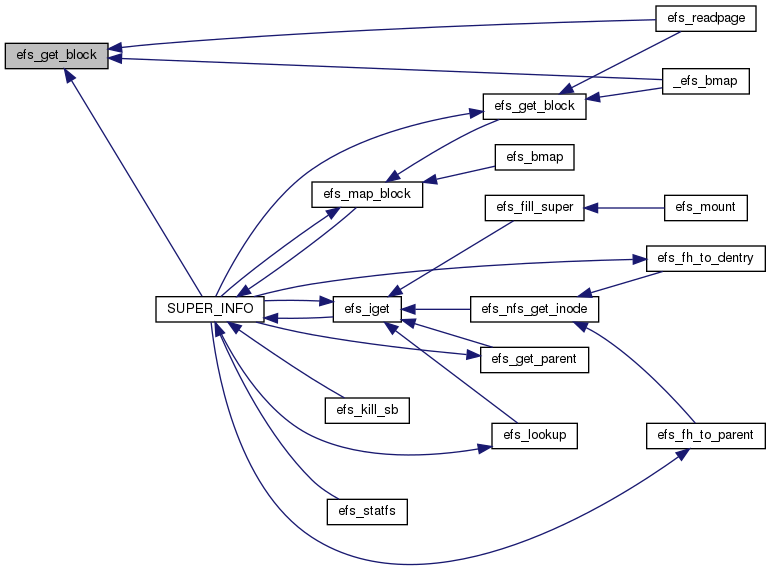 efs_get_block
efs_readpage
_efs_bmap
efs_get_block
efs_bmap
efs_map_block
efs_fill_super
efs_mount
efs_fh_to_dentry
SUPER_INFO
efs_iget
efs_nfs_get_inode
efs_get_parent
efs_kill_sb
efs_lookup
efs_fh_to_parent
efs_statfs